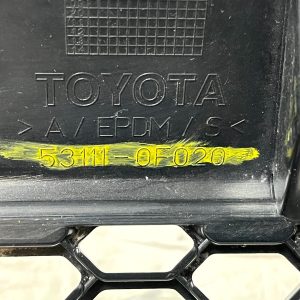 TOYOTA
> A / EPDM / S <
53111-0F020